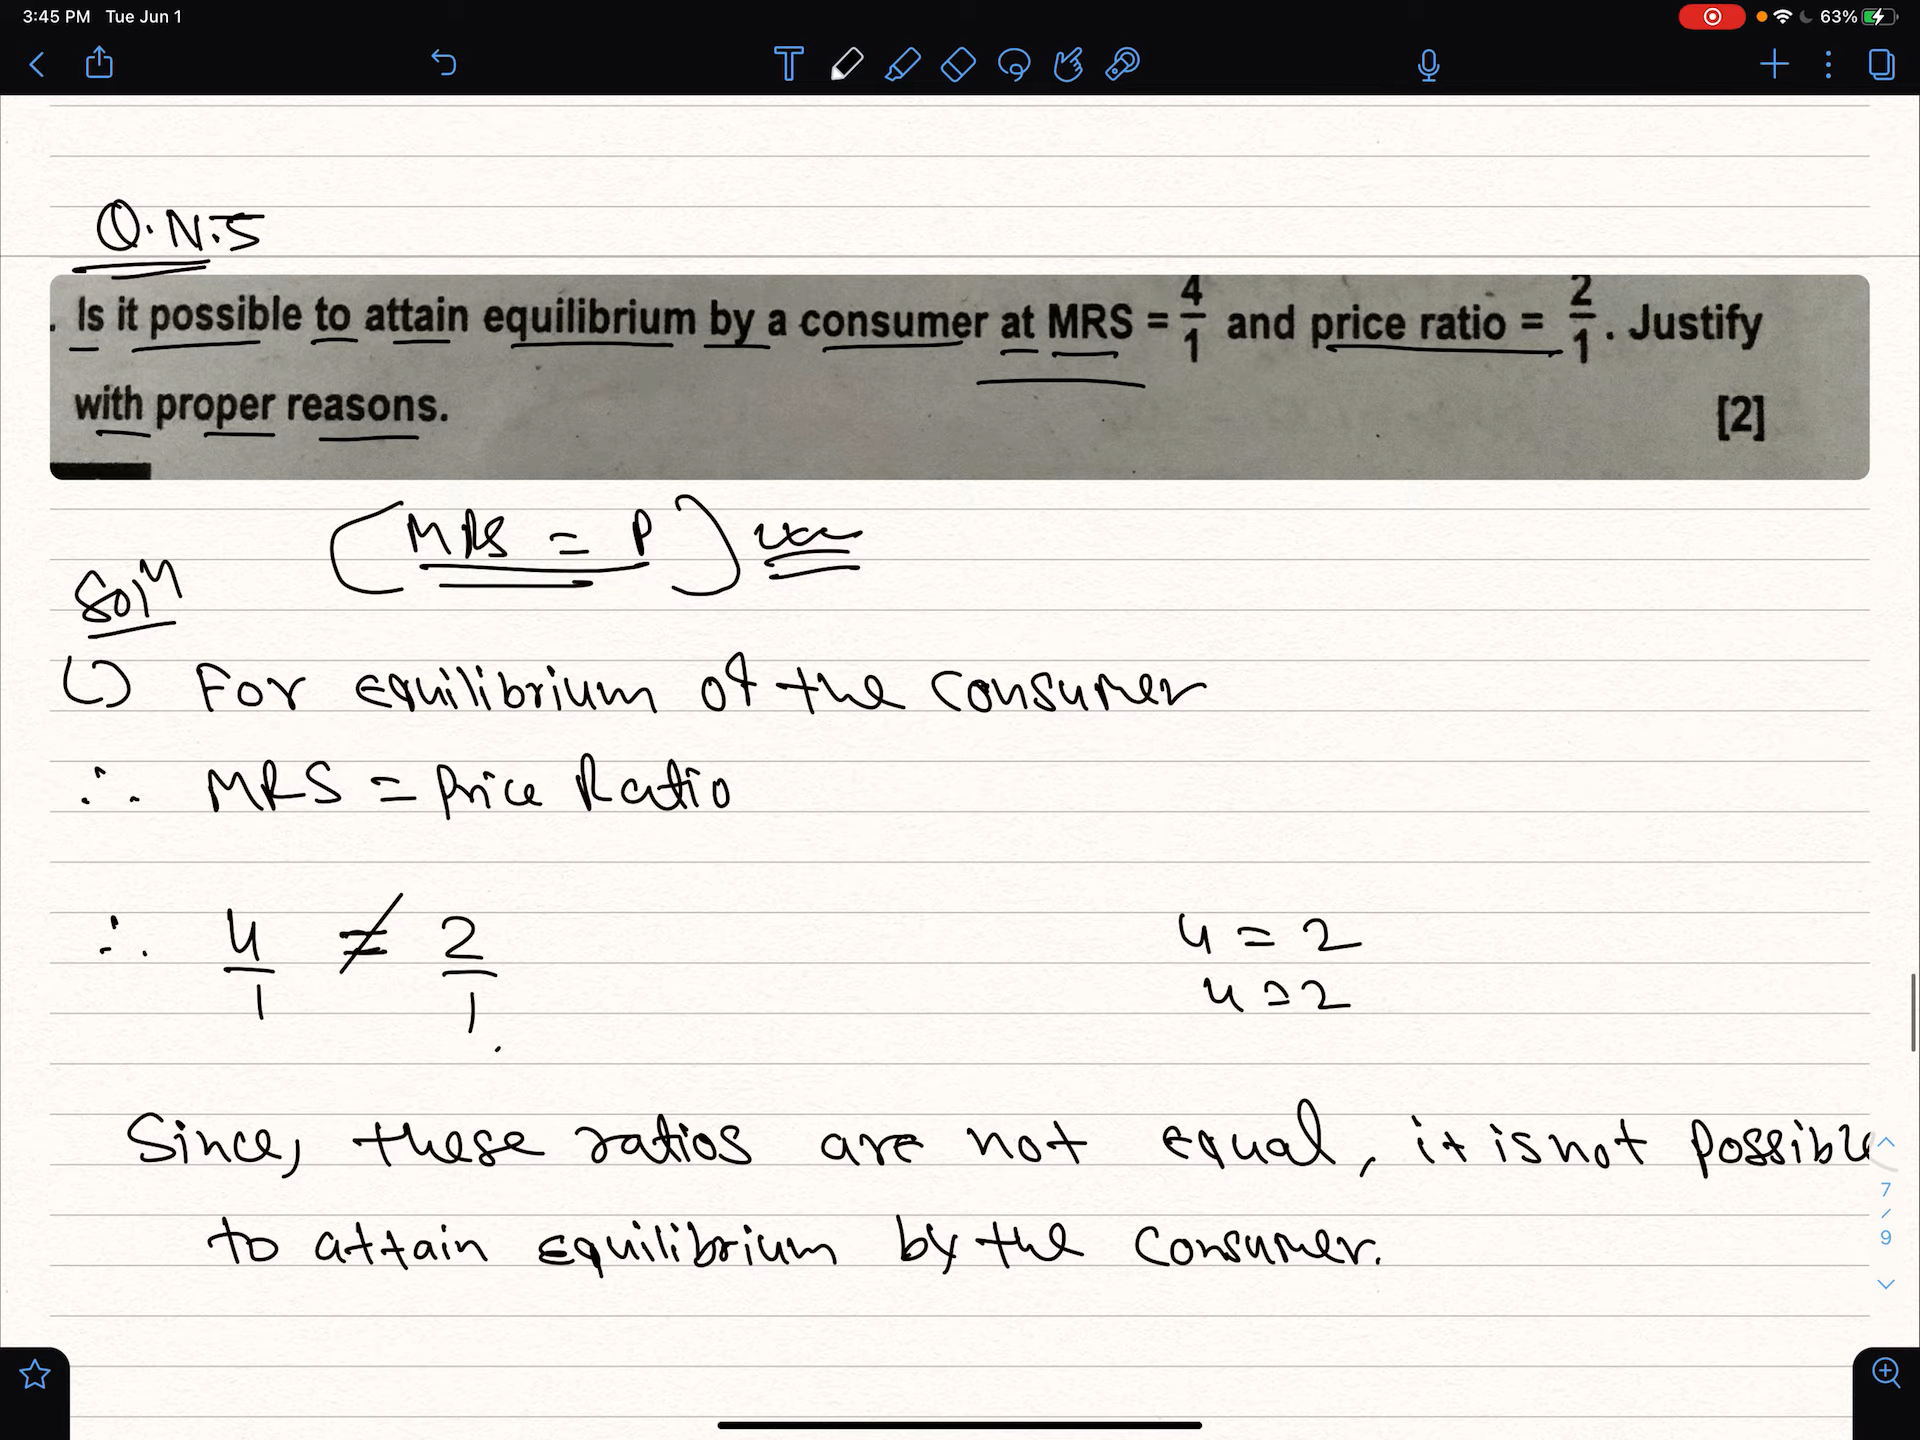 3:45 PM Tue Jun 1
63%
Q.N.5
. Is it possible to attain equilibrium by a consumer at MRS = 4/1 and price ratio = 2/1. Justify
with proper reasons. [2]
(MRS = P)
Solⁿ
(i) For equilibrium of the consumer
∴ MRS = Price Ratio
∴ 4/1 ≠ 2/1.
4 = 2
4 = 2
Since, these ratios are not equal, it is not possible
to attain equilibrium by the consumer.
7
/
9